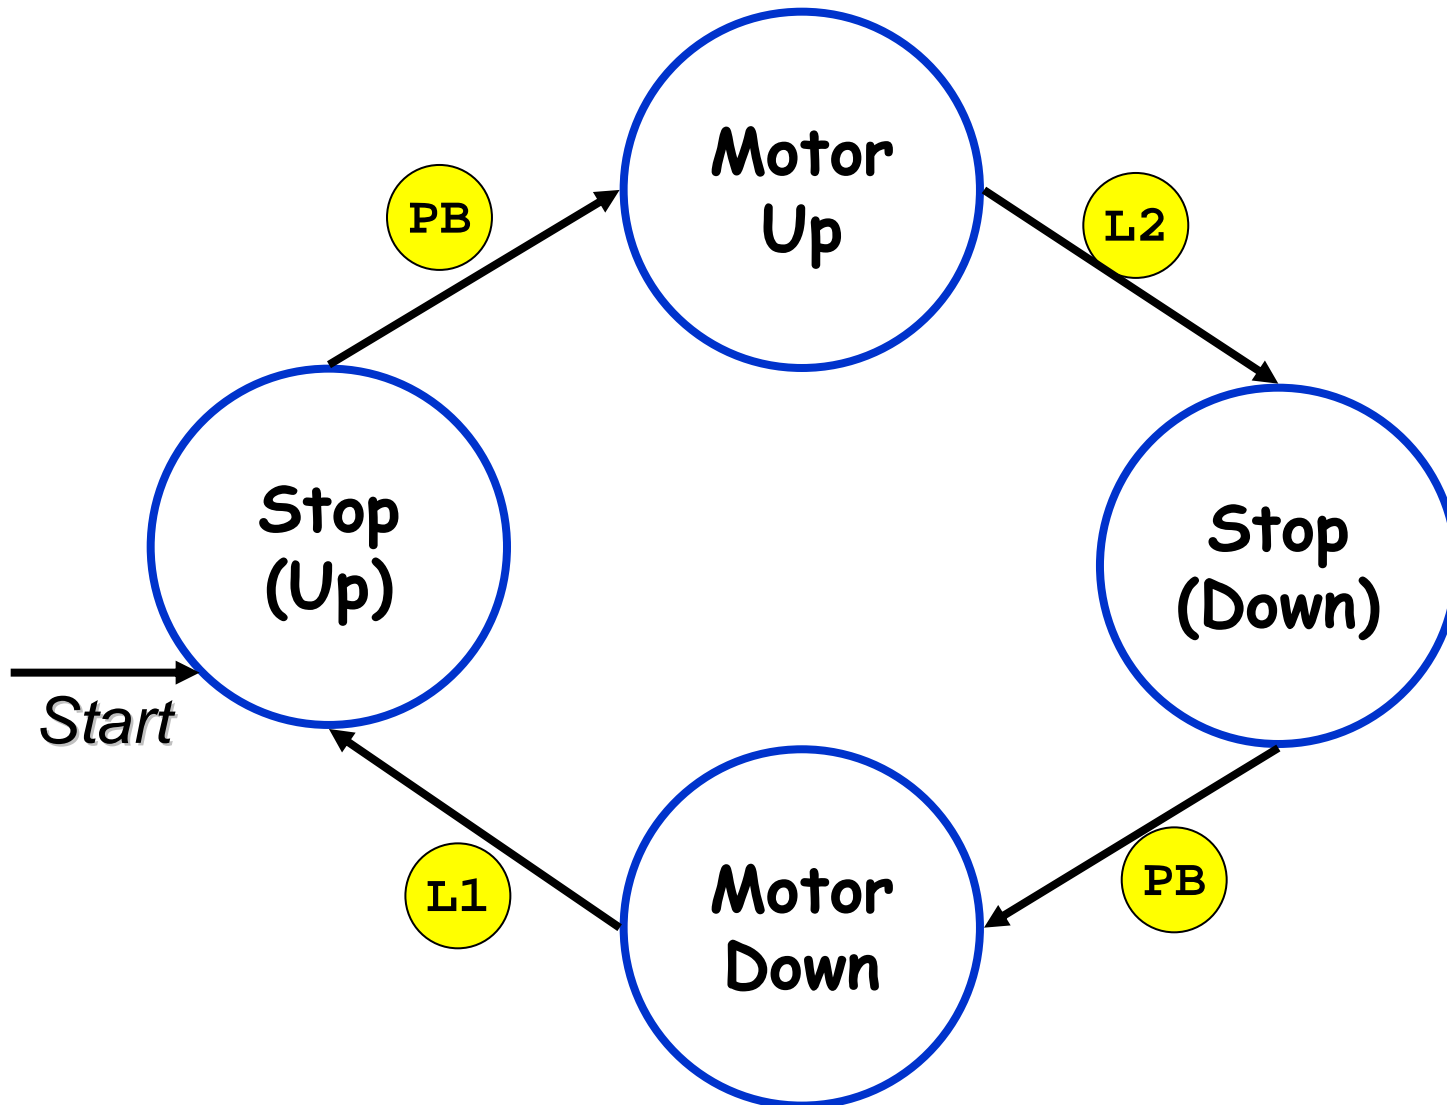 Motor
Up
PB
L2
Stop
(Up)
Stop
(Down)
Start
Motor
Down
L1
PB